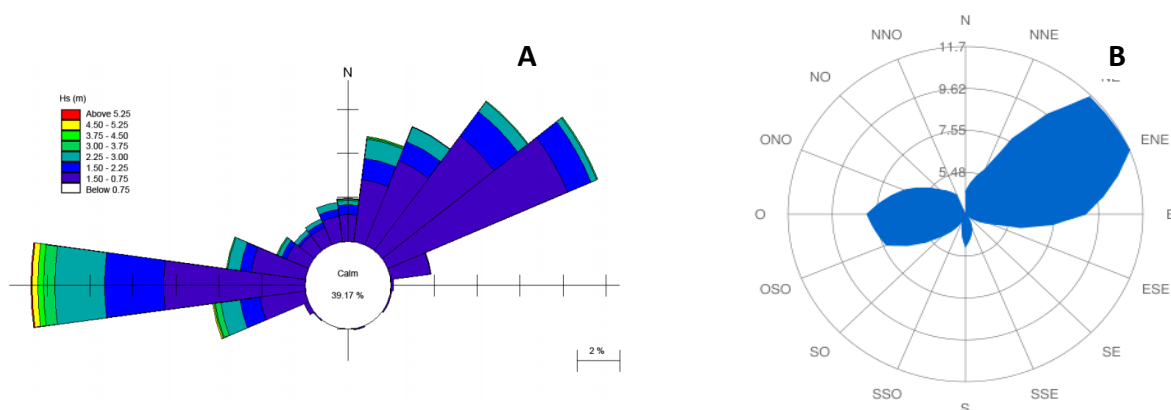 A
N
Hs (m)
Above 5.25
4.50 - 5.25
3.75 - 4.50
3.00 - 3.75
2.25 - 3.00
1.50 - 2.25
1.50 - 0.75
Below 0.75
Calm
39.17 %
2 %
B
N
NNO
NNE
NO
ONO
ENE
O
E
OSO
ESE
SO
SE
SSO
SSE
S
11.7
9.62
7.55
5.48